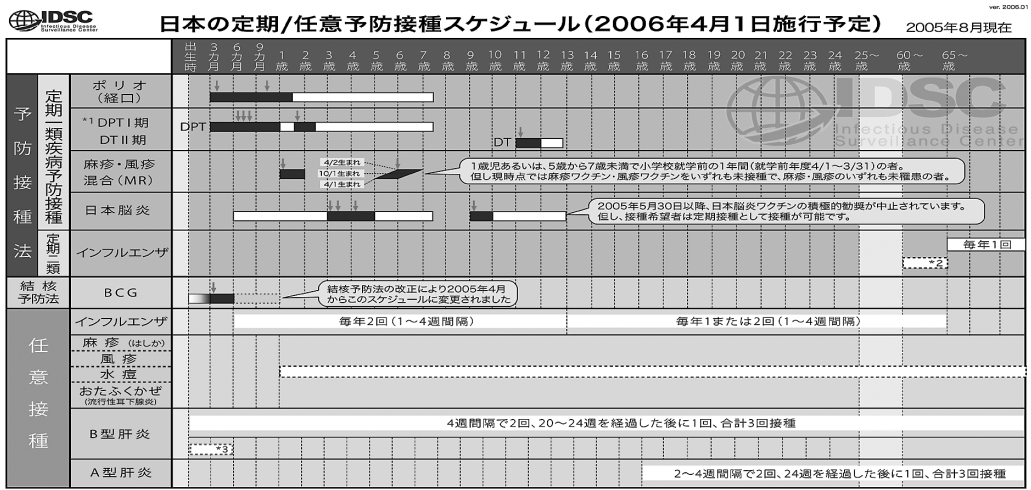 ver. 2006.01
IDSC
Infectious Disease
Surveillance Center
日本の定期/任意予防接種スケジュール(2006年4月1日施行予定)
2005年8月現在
出生時 3カ月 6カ月 9カ月 1歳 2歳 3歳 4歳 5歳 6歳 7歳 8歳 9歳 10歳 11歳 12歳 13歳 14歳 15歳 16歳 17歳 18歳 19歳 20歳 21歳 22歳 23歳 24歳 25〜歳 60〜歳 65〜歳
予防接種法
定期一類疾病予防接種
ポリオ
(経口)
*1 DPTⅠ期
DTⅡ期
DPT
DT
IDSC
Infectious Disease
Surveillance Center
麻疹・風疹
混合(MR)
4/2生まれ
10/1生まれ
4/1生まれ
1歳児あるいは、5歳から7歳未満で小学校就学前の1年間(就学前年度4/1〜3/31)の者。
但し現時点では麻疹ワクチン・風疹ワクチンをいずれも未接種で、麻疹・風疹のいずれも未罹患の者。
日本脳炎
2005年5月30日以降、日本脳炎ワクチンの積極的勧奨が中止されています。
但し、接種希望者は定期接種として接種が可能です。
定期二類
インフルエンザ
毎年1回
*2
結核
予防法
BCG
結核予防法の改正により2005年4月
からこのスケジュールに変更されました
任意接種
インフルエンザ
毎年2回(1〜4週間隔)
毎年1または2回(1〜4週間隔)
麻疹(はしか)
風疹
水痘
おたふくかぜ
(流行性耳下腺炎)
B型肝炎
4週間隔で2回、20〜24週を経過した後に1回、合計3回接種
*3
A型肝炎
2〜4週間隔で2回、24週を経過した後に1回、合計3回接種